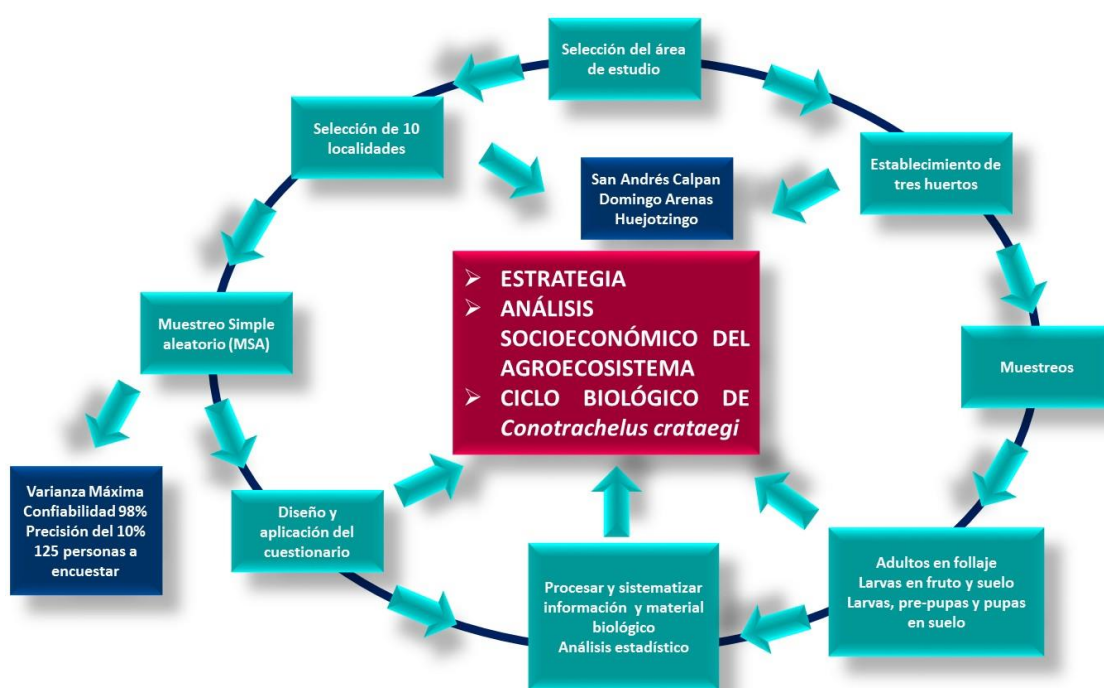 Selección del área
de estudio
Selección de 10
localidades
Establecimiento de
tres huertos
San Andrés Calpan
Domingo Arenas
Huejotzingo
➢ ESTRATEGIA
➢ ANÁLISIS
SOCIOECONÓMICO DEL
AGROECOSISTEMA
➢ CICLO BIOLÓGICO DE
Conotrachelus crataegi
Muestreo Simple
aleatorio (MSA)
Muestreos
Varianza Máxima
Confiabilidad 98%
Precisión del 10%
125 personas a
encuestar
Diseño y
aplicación del
cuestionario
Procesar y sistematizar
información y material
biológico
Análisis estadístico
Adultos en follaje
Larvas en fruto y suelo
Larvas, pre-pupas y pupas
en suelo